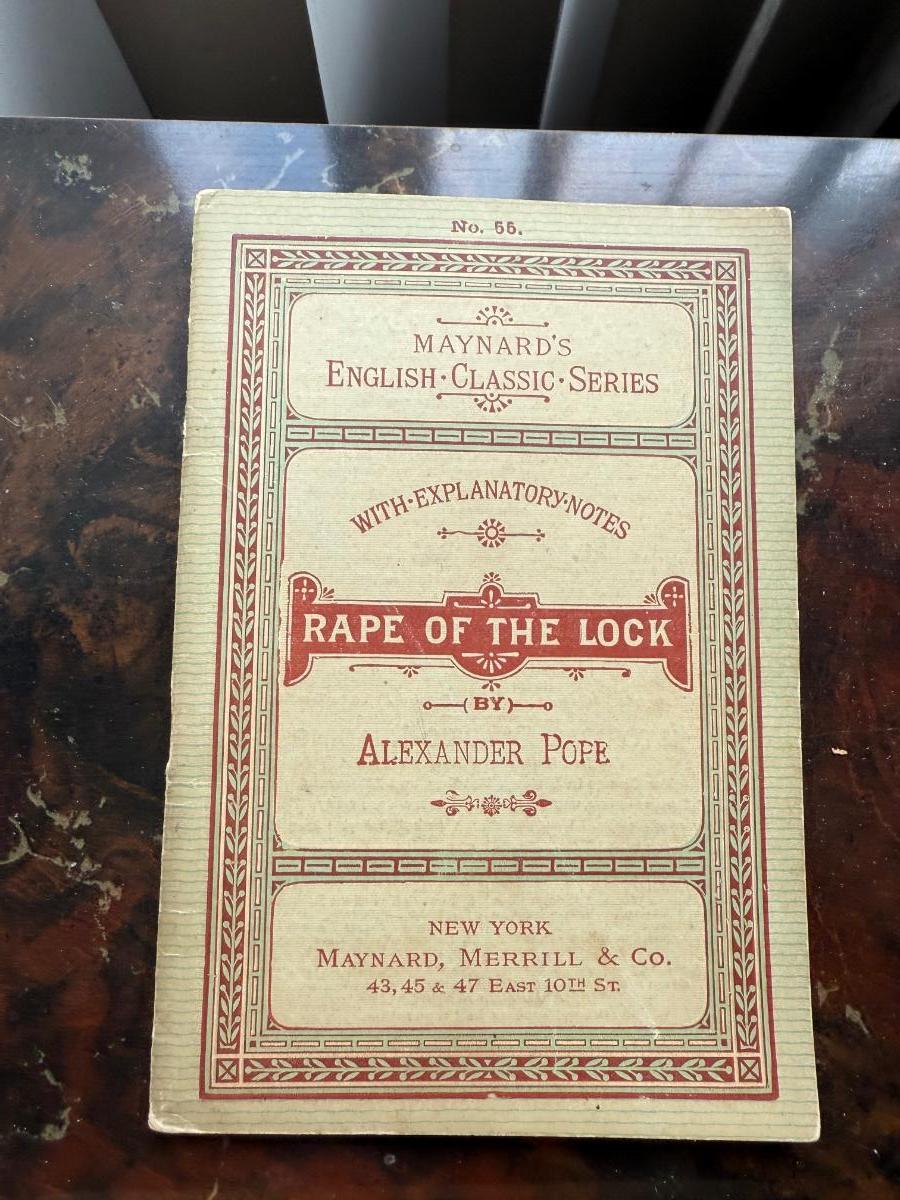 No. 55.
MAYNARD'S
ENGLISH·CLASSIC·SERIES
WITH·EXPLANATORY·NOTES
RAPE OF THE LOCK
(BY)
ALEXANDER POPE
NEW YORK
MAYNARD, MERRILL & CO.
43, 45 & 47 EAST 10TH ST.